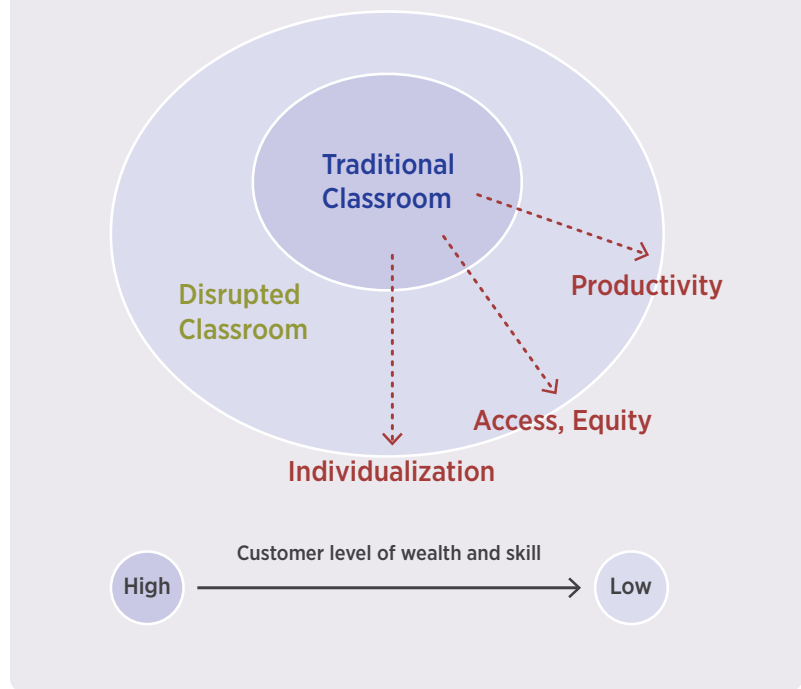 Traditional
Classroom
Disrupted
Classroom
Productivity
Access, Equity
Individualization
Customer level of wealth and skill
High
Low